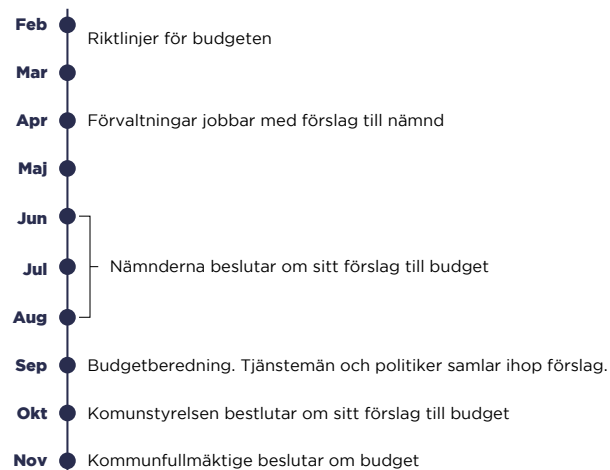 Feb
Riktlinjer för budgeten
Mar
Apr Förvaltningar jobbar med förslag till nämnd
Maj
Jun
Jul Nämnderna beslutar om sitt förslag till budget
Aug
Sep Budgetberedning. Tjänstemän och politiker samlar ihop förslag.
Okt Komunstyrelsen bestlutar om sitt förslag till budget
Nov Kommunfullmäktige beslutar om budget